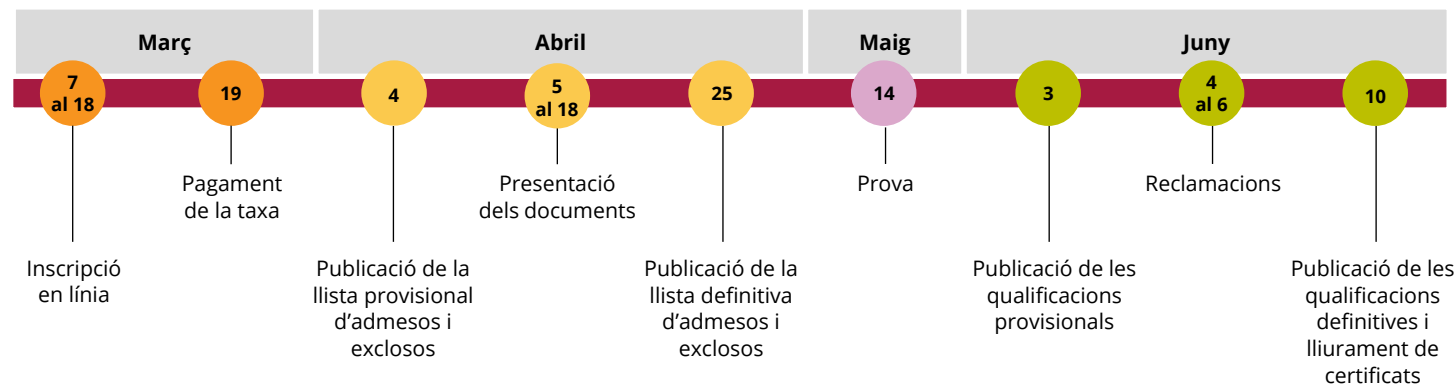 Març
Abril
Maig
Juny
7
al 18
19
4
5
al 18
25
14
3
4
al 6
10
Pagament
de la taxa
Presentació
dels documents
Prova
Reclamacions
Inscripció
en línia
Publicació de la
llista provisional
d'admesos i
exclosos
Publicació de la
llista definitiva
d'admesos i
exclosos
Publicació de les
qualificacions
provisionals
Publicació de les
qualificacions
definitives i
lliurament de
certificats